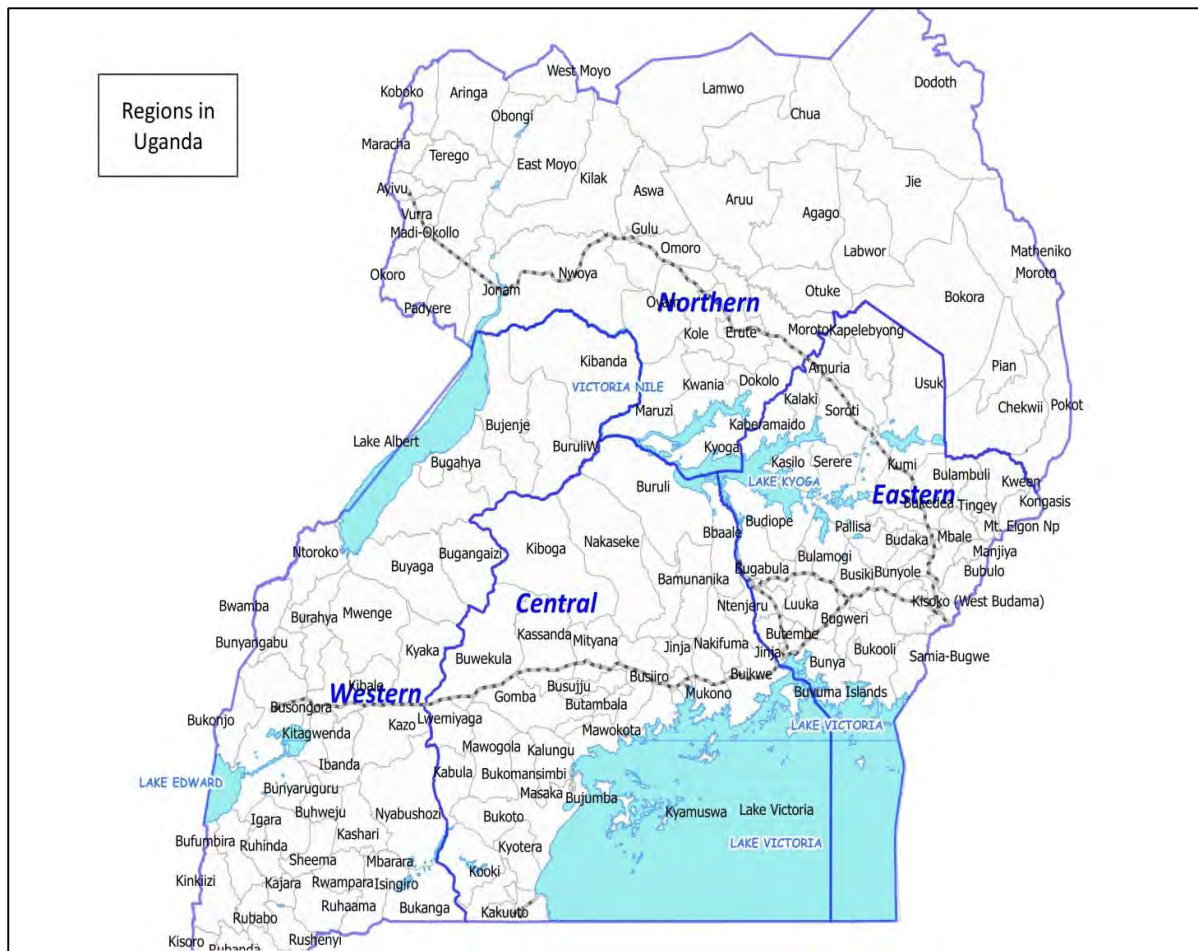 Regions in
Uganda
West Moyo
Dodoth
Koboko
Aringa
Lamwo
Obongi
Chua
Maracha
Terego
East Moyo
Kilak
Jie
Ayivu
Aswa
Aruu
Agago
Vurra
Madi-Okollo
Gulu
Omoro
Labwor
Matheniko
Moroto
Okoro
Nwoya
Jonam
Otuke
Bokora
Padyere
Oyam
Northern
Kole
Erute
Moroto
Kapelebyong
Kibanda
Amuria
Pian
VICTORIA NILE
Kwania
Dokolo
Usuk
Kalaki
Chekwii
Pokot
Maruzi
Soroti
Kaberamaido
Bujenje
Lake Albert
BuruliW
Kyoga
Bugahya
Kasilo
Serere
Kumi
Bulambuli
Kween
LAKE KYOGA
Buruli
Eastern
Kongasis
Bukedea
Tingey
Budiope
Pallisa
Mt. Elgon Np
Bbaale
Budaka
Mbale
Ntoroko
Bugangaizi
Kiboga
Nakaseke
Manjiya
Buyaga
Bulamogi
Bugabula
Busiki
Bunyole
Bubulo
Bamunanika
Bwamba
Central
Ntenjeru
Luuka
Kisoko (West Budama)
Burahya
Mwenge
Bugweri
Bunyangabu
Kassanda
Mityana
Butembe
Kyaka
Buwekula
Jinja
Nakifuma
Jinja
Bukooli
Samia-Bugwe
Bunya
Kibale
Western
Busiiro
Buikwe
Busujju
Mukono
Gomba
Buvuma Islands
Busongora
Butambala
Bukonjo
Kazo
Lweniyaga
LAKE VICTORIA
Kitagwenda
Mawokota
Mawogola
Kalungu
Ibanda
Kabula
Bukomansimbi
LAKE EDWARD
Bunyaruguru
Masaka
Bujumba
Buhweju
Nyabushozi
Kyamuswa
Lake Victoria
Igara
Bukoto
Kashari
Bufumbira
Ruhinda
LAKE VICTORIA
Kyotera
Sheema
Mbarara
Kooki
Kinkiizi
Kajara
Rwampara
Isingiro
Ruhaama
Bukanga
Kakuuto
Rubabo
Kisoro
Rushenyi
Rubanda